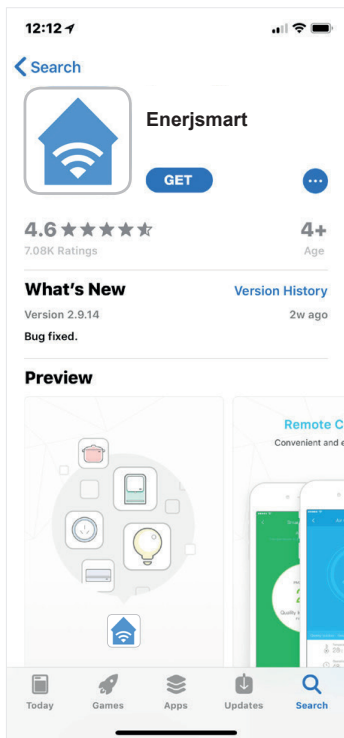 12:12
Search
Enerjsmart
GET
4.6
4+
7.08K Ratings
Age
What's New
Version History
Version 2.9.14
2w ago
Bug fixed.
Preview
Remote C
Convenient and e
Today
Games
Apps
Updates
Search